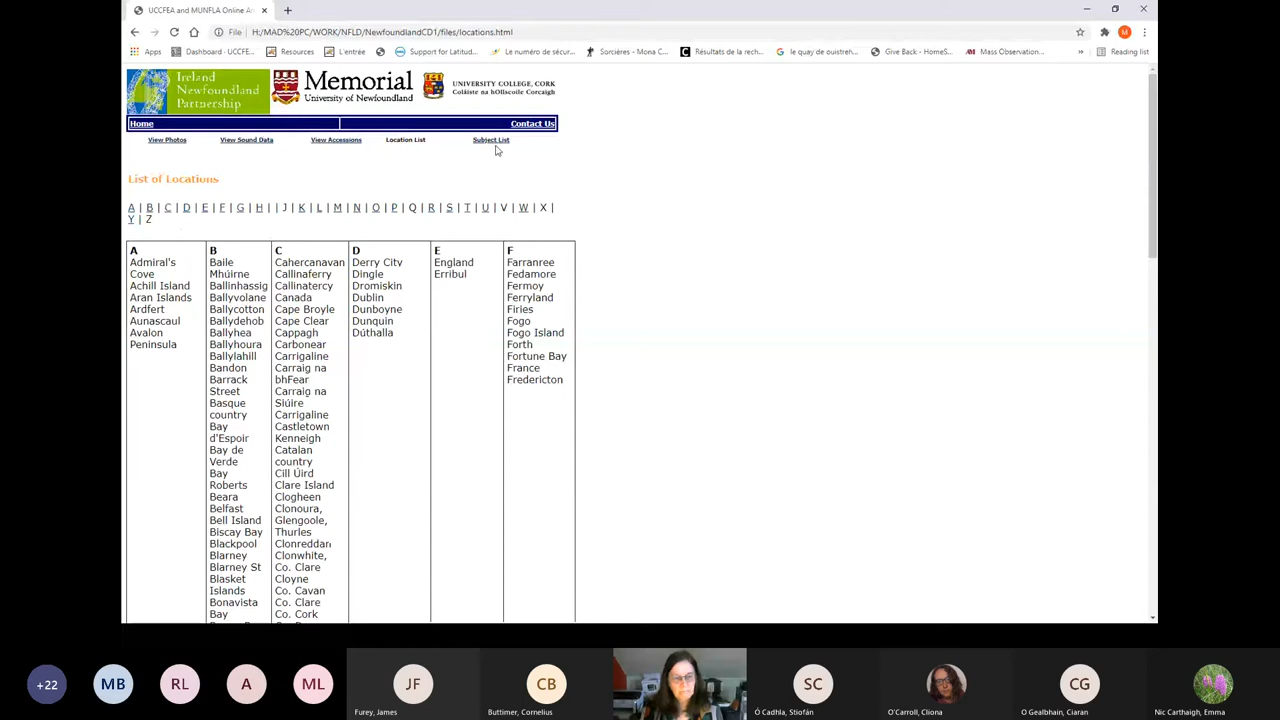 UCCFEA and MUNFLA Online Ar
File H:/MAD%20PC/WORK/NFLD/NewfoundlandCD1/files/locations.html
Apps Dashboard - UCCFE... Resources L'entrée Support for Latitud... Le numéro de sécur... Sorcières - Mona C... Résultats de la rech... le quay de ouistreh... Give Back - HomeS... Mass Observation... » Reading list
Ireland
Newfoundland
Partnership
Memorial
University of Newfoundland
UNIVERSITY COLLEGE, CORK
Coláiste na hOllscoile Corcaigh
Home Contact Us
View Photos View Sound Data View Accessions Location List Subject List
List of Locations
A | B | C | D | E | F | G | H | | J | K | L | M | N | O | P | Q | R | S | T | U | V | W | X |
Y | Z
A
Admiral's
Cove
Achill Island
Aran Islands
Ardfert
Aunascaul
Avalon
Peninsula
B
Baile
Mhúirne
Ballinhassig
Ballyvolane
Ballycotton
Ballydehob
Ballyhea
Ballyhoura
Ballylahill
Bandon
Barrack
Street
Basque
country
Bay
d'Espoir
Bay de
Verde
Bay
Roberts
Beara
Belfast
Bell Island
Biscay Bay
Blackpool
Blarney
Blarney St
Blasket
Islands
Bonavista
Bay
C
Cahercanavan
Callinaferry
Callinatercy
Canada
Cape Broyle
Cape Clear
Cappagh
Carbonear
Carrigaline
Carraig na
bhFear
Carraig na
Siúire
Carrigaline
Castletown
Kenneigh
Catalan
country
Cill Úird
Clare Island
Clogheen
Clonoura,
Glengoole,
Thurles
Clonreddan
Clonwhite,
Co. Clare
Cloyne
Co. Cavan
Co. Clare
Co. Cork
D
Derry City
Dingle
Dromiskin
Dublin
Dunboyne
Dunquin
Dúthalla
E
England
Erribul
F
Farranree
Fedamore
Fermoy
Ferryland
Firies
Fogo
Fogo Island
Forth
Fortune Bay
France
Fredericton
+22 MB RL A ML JF CB SC CG
Furey, James Buttimer, Cornelius Ó Cadhla, Stiofán O'Carroll, Cliona O Gealbhain, Ciaran Nic Carthaigh, Emma